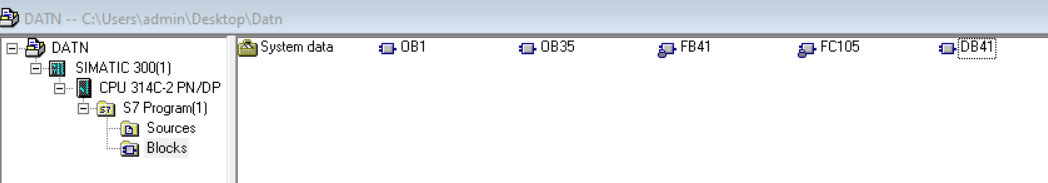 DATN -- C:\Users\admin\Desktop\Datn
DATN
SIMATIC 300(1)
CPU 314C-2 PN/DP
S7 Program(1)
Sources
Blocks
System data OB1 OB35 FB41 FC105 DB41